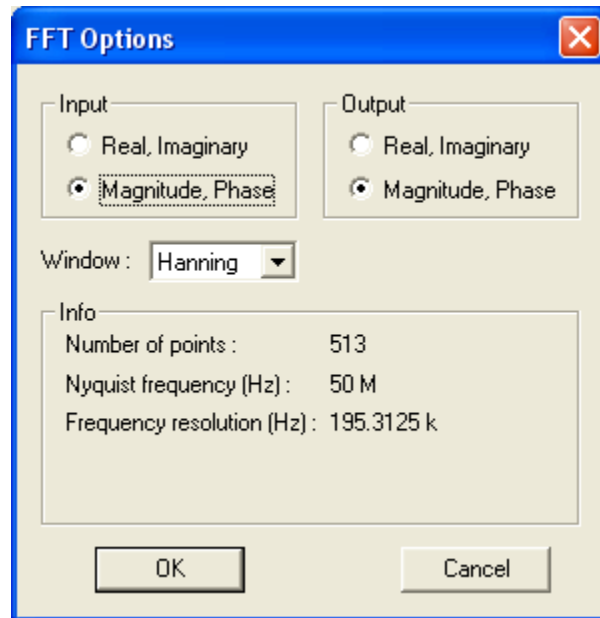 FFT Options
Input
Real, Imaginary
Magnitude, Phase
Output
Real, Imaginary
Magnitude, Phase
Window : Hanning
Info
Number of points : 513
Nyquist frequency (Hz) : 50 M
Frequency resolution (Hz) : 195.3125 k
OK Cancel